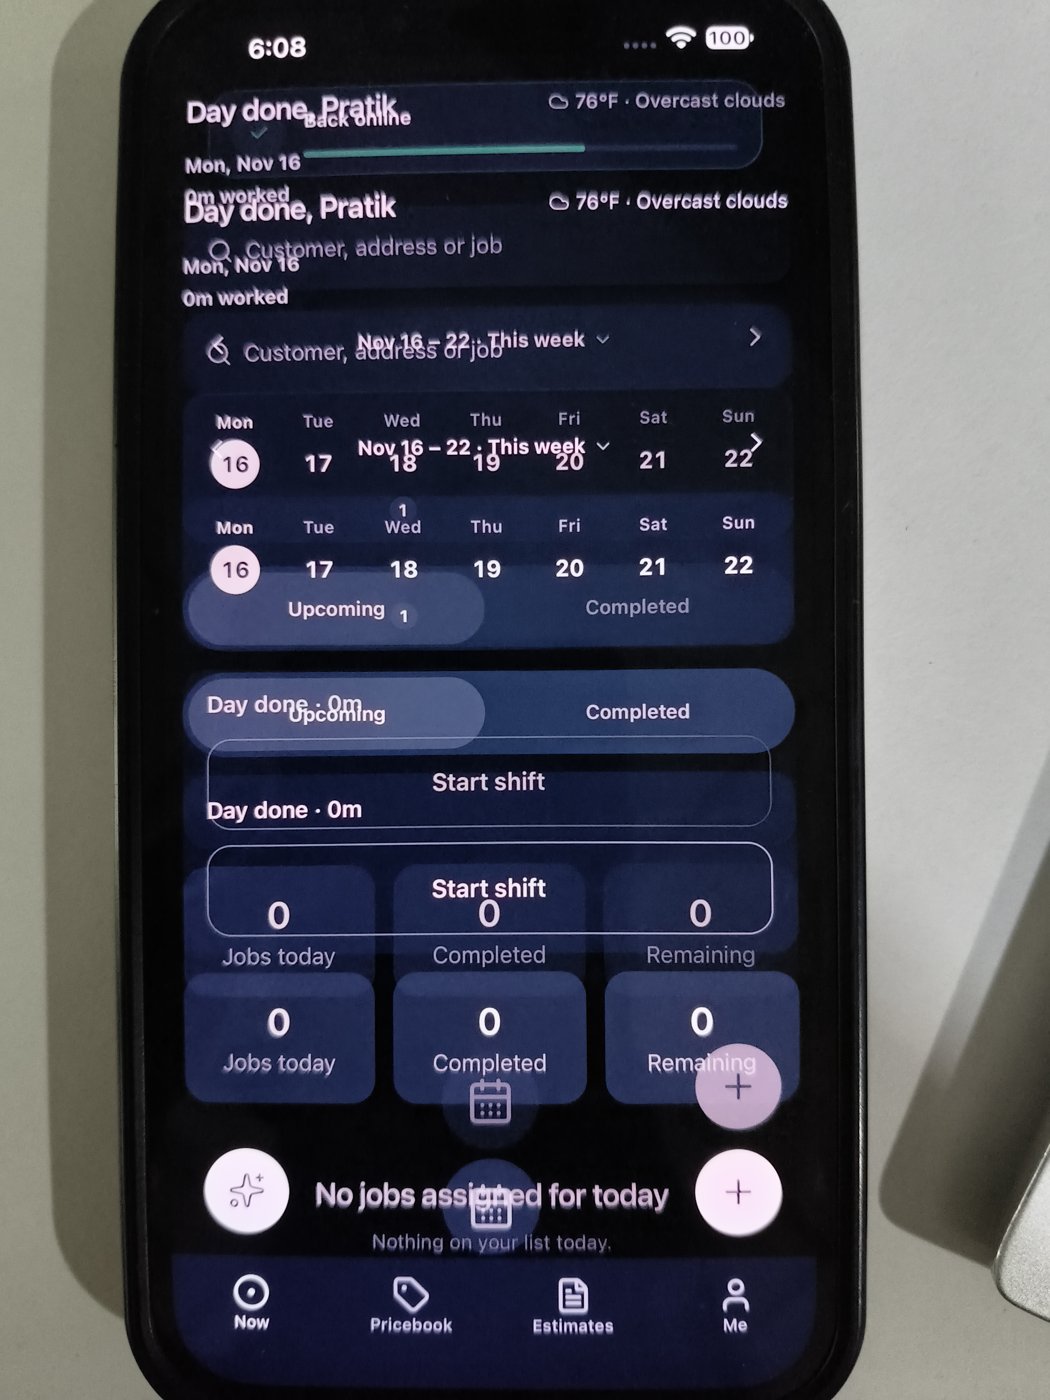 6:08
100
Day done, Pratik
76°F · Overcast clouds
Back online
Mon, Nov 16
0m worked
Day done, Pratik
76°F · Overcast clouds
Customer, address or job
Mon, Nov 16
0m worked
Nov 16 – 22 · This week
Customer, address or job
Mon Tue Wed Thu Fri Sat Sun
Nov 16 – 22 · This week
16 17 18 19 20 21 22
1
Mon Tue Wed Thu Fri Sat Sun
16 17 18 19 20 21 22
Upcoming Completed
1
Day done · 0m
Upcoming Completed
Start shift
Day done · 0m
Start shift
0 0 0
Jobs today Completed Remaining
0 0 0
Jobs today Completed Remaining
No jobs assigned for today
Nothing on your list today.
Now Pricebook Estimates Me